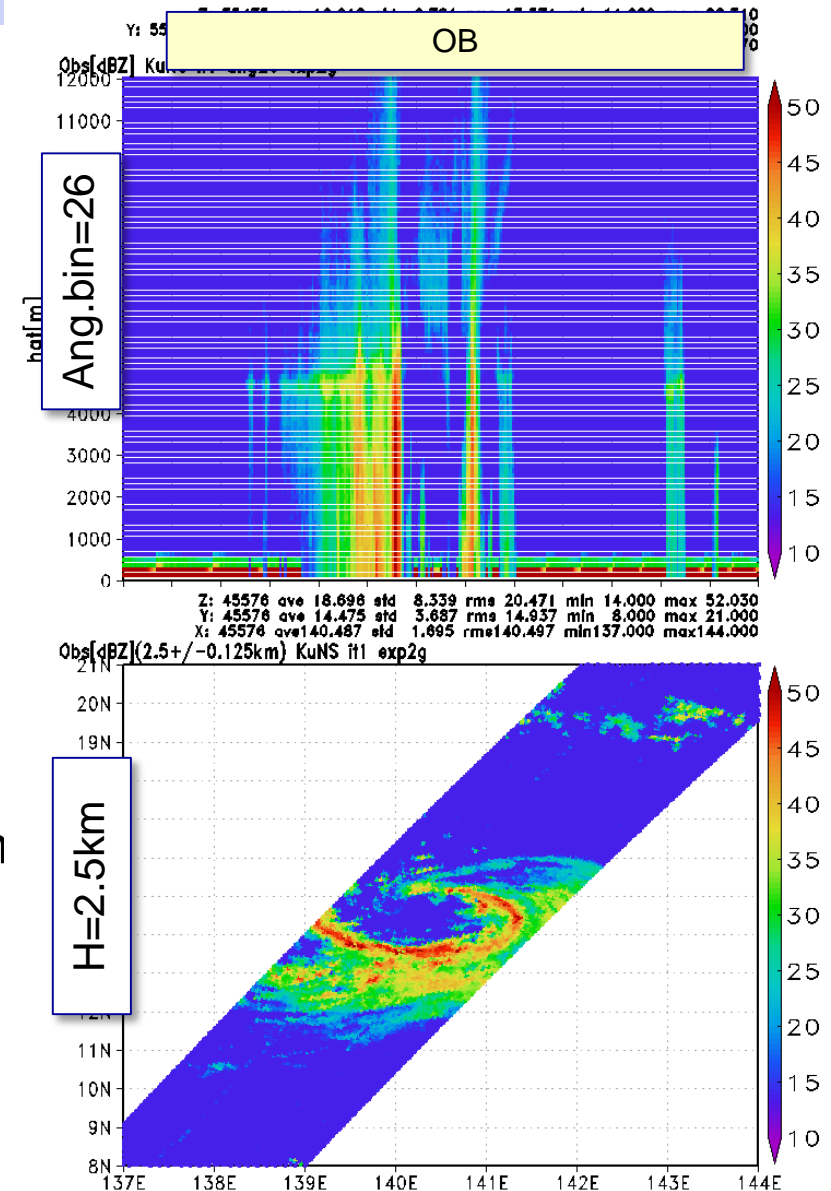 Y: 55
OB
Obs[dBZ] Ku
12000
11000
4000
3000
2000
1000
0
Ang.bin=26
50
45
40
35
30
25
20
15
10
Z: 45576 ave 18.696 std 8.339 rms 20.471 min 14.000 max 52.030
Y: 45576 ave 14.475 std 3.687 rms 14.937 min 8.000 max 21.000
X: 45576 ave140.487 std 1.695 rms140.497 min137.000 max144.000
Obs[dBZ](2.5+/-0.125km) KuNS it1 exp2g
21N
20N
19N
12N
11N
10N
9N
8N
H=2.5km
137E 138E 139E 140E 141E 142E 143E 144E
50
45
40
35
30
25
20
15
10